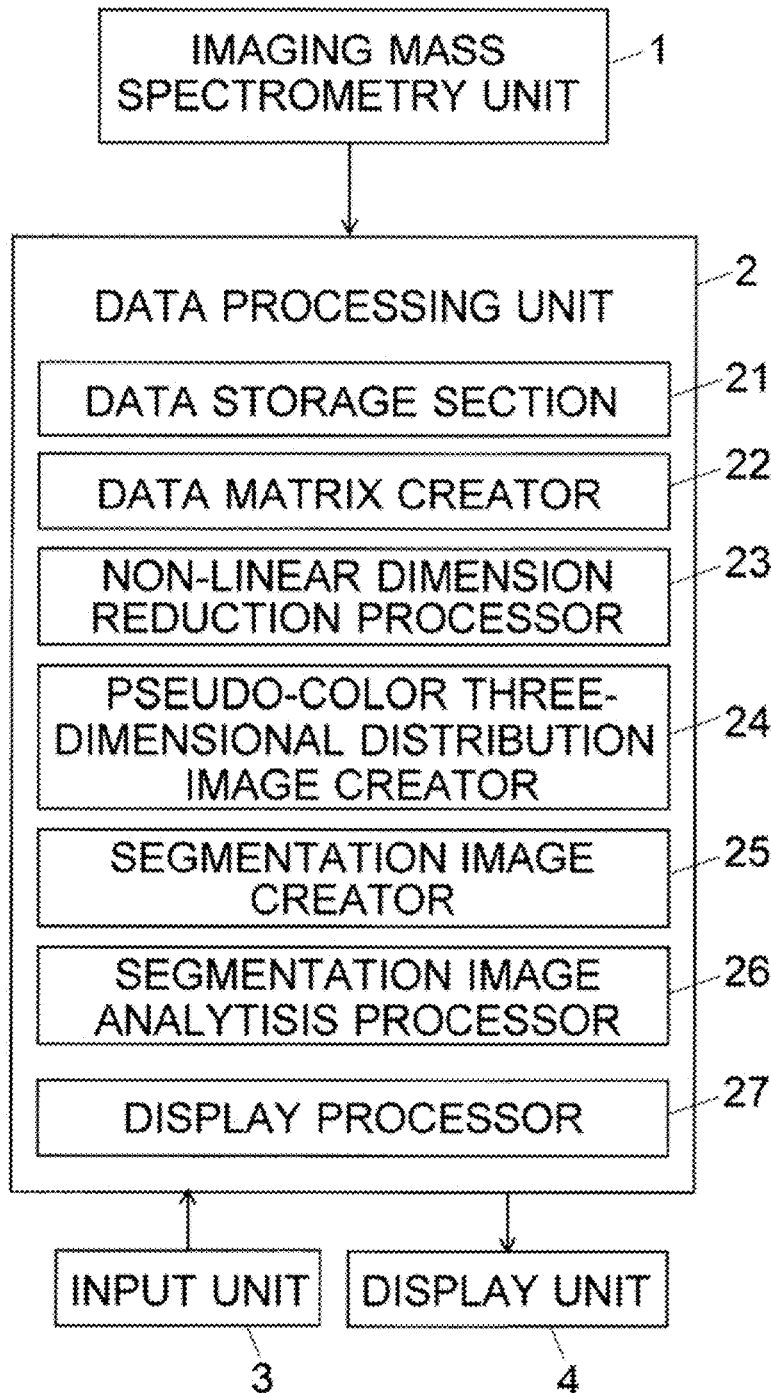 IMAGING MASS
SPECTROMETRY UNIT
1
2
DATA PROCESSING UNIT
DATA STORAGE SECTION
21
DATA MATRIX CREATOR
22
NON-LINEAR DIMENSION
REDUCTION PROCESSOR
23
PSEUDO-COLOR THREE-
DIMENSIONAL DISTRIBUTION
IMAGE CREATOR
24
SEGMENTATION IMAGE
CREATOR
25
SEGMENTATION IMAGE
ANALYTISIS PROCESSOR
26
DISPLAY PROCESSOR
27
INPUT UNIT
3
DISPLAY UNIT
4